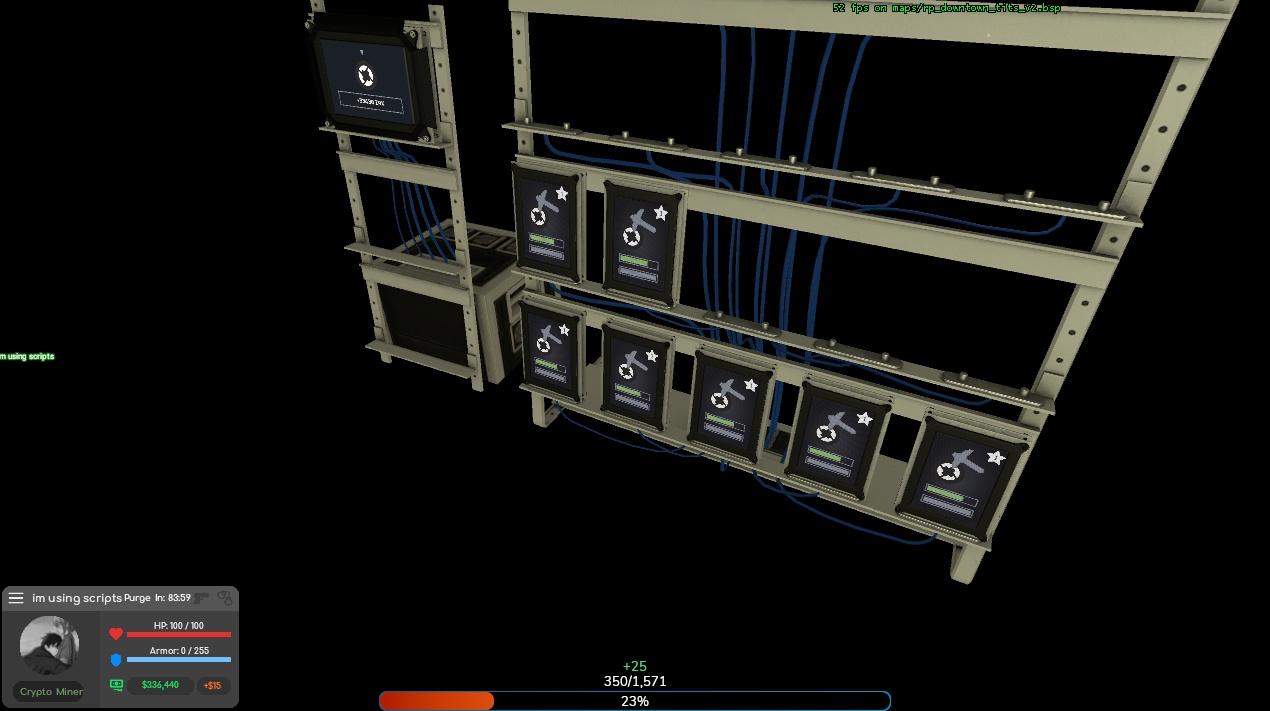 52 fps on maps/rp_downtown_tits_v2.bsp
m using scripts
im using scripts Purge In: 83:59
HP: 100 / 100
Armor: 0 / 255
Crypto Miner
$336,440
+$15
+25
350/1,571
23%